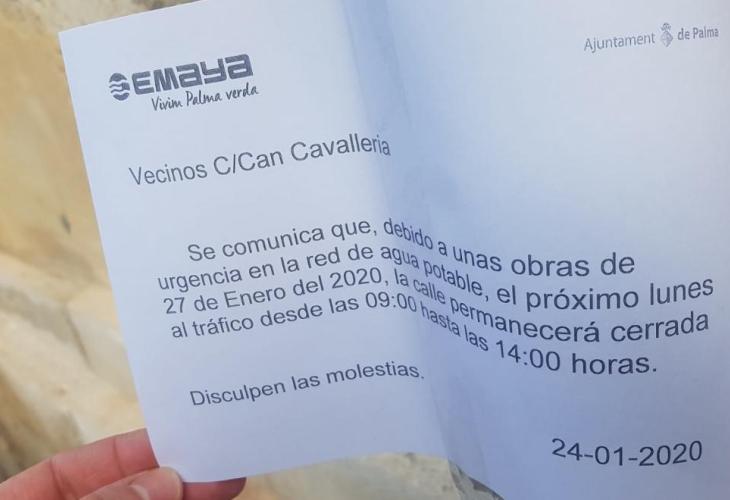 EMAYA
Vivim Palma verda
Ajuntament de Palma
Vecinos C/Can Cavalleria
Se comunica que, debido a unas obras de
urgencia en la red de agua potable, el próximo lunes
27 de Enero del 2020, la calle permanecerá cerrada
al tráfico desde las 09:00 hasta las 14:00 horas.
Disculpen las molestias.
24-01-2020